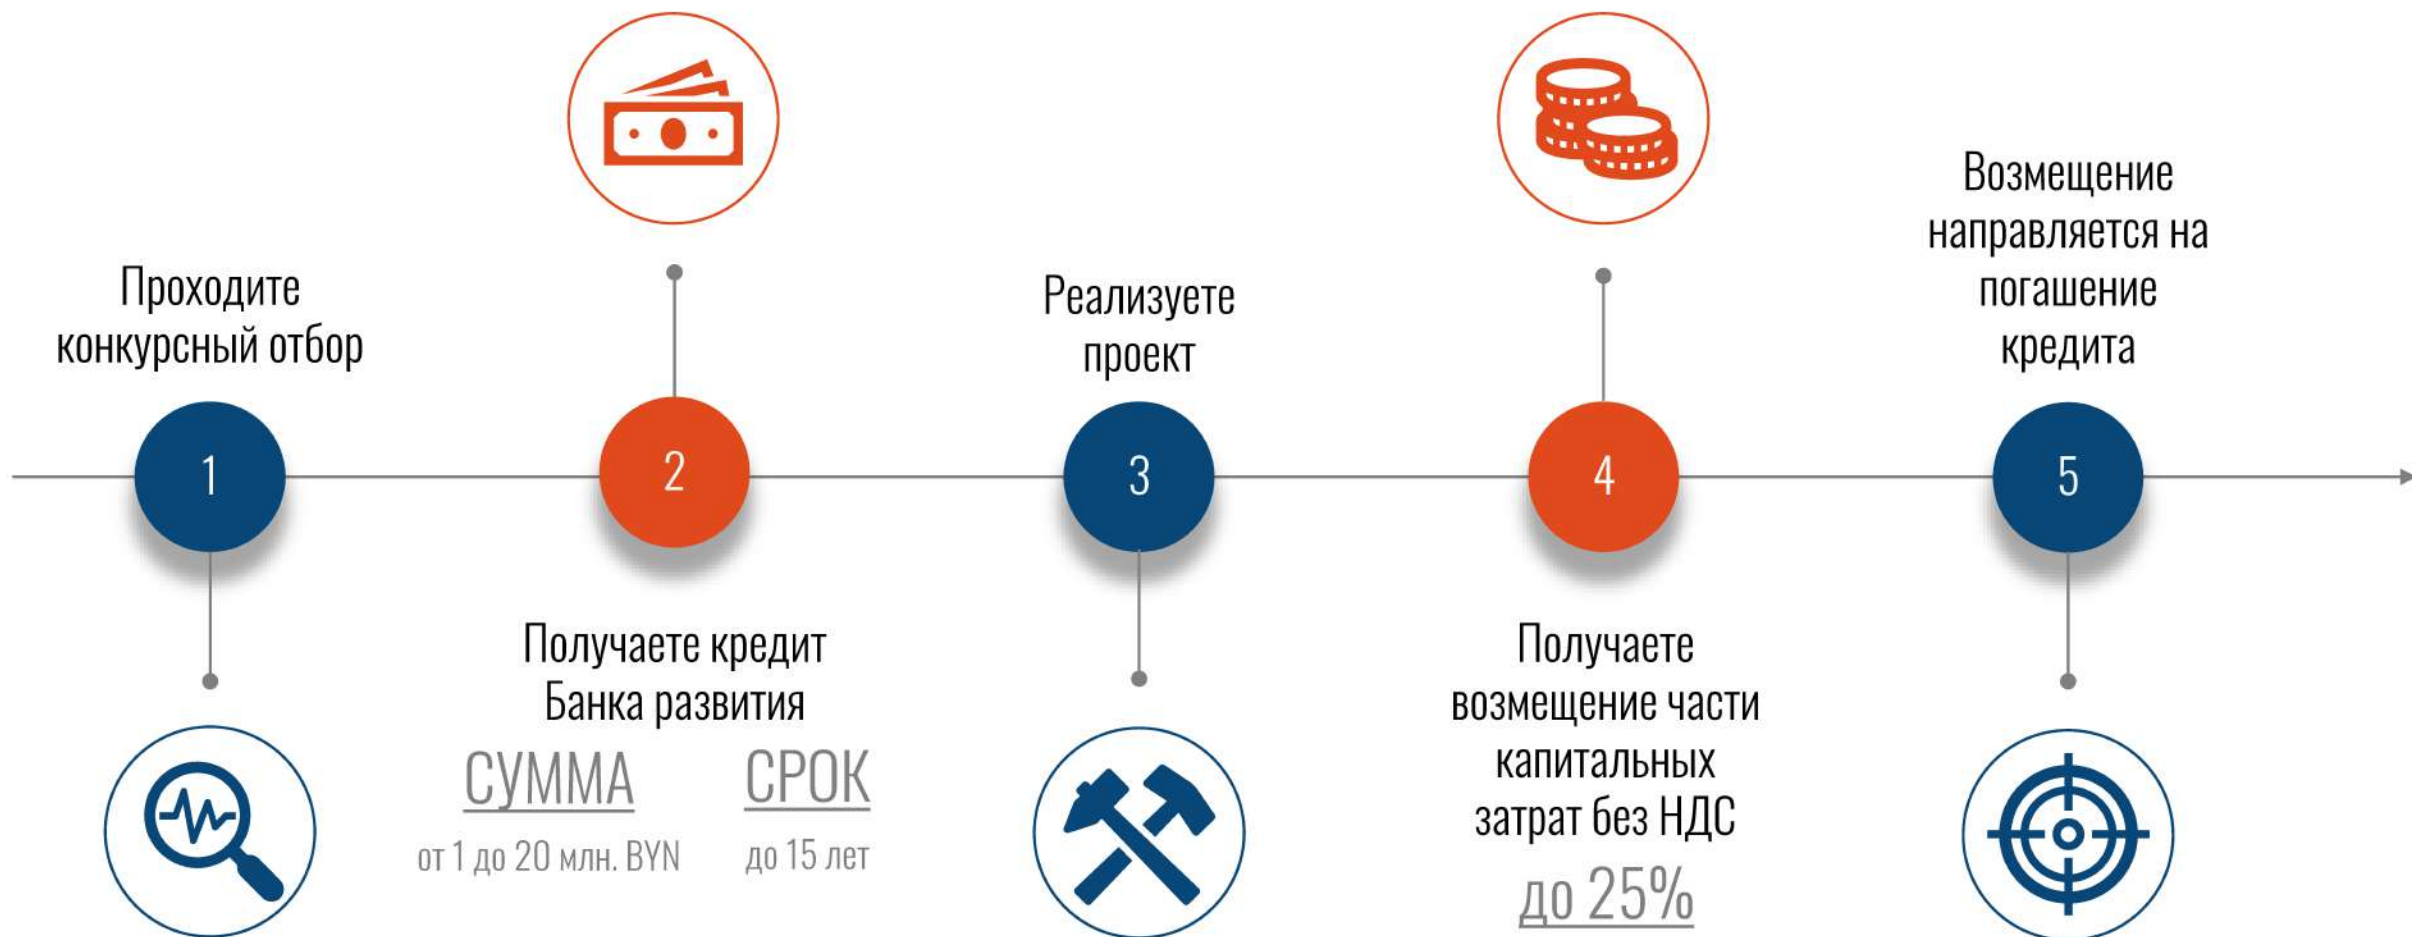 Проходите
конкурсный отбор
1
2
Получаете кредит
Банка развития
СУММА
от 1 до 20 млн. BYN
СРОК
до 15 лет
Реализуете
проект
3
4
Получаете
возмещение части
капитальных
затрат без НДС
до 25%
Возмещение
направляется на
погашение
кредита
5